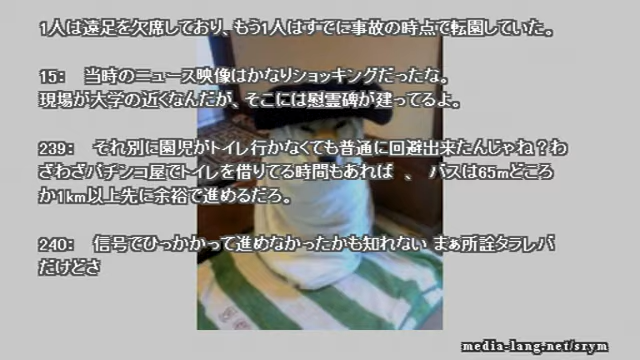 1人は遠足を欠席しており、もう1人はすでに事故の時点で転園していた。
15：　当時のニュース映像はかなりショッキングだったな。
現場が大学の近くなんだが、そこには慰霊碑が建ってるよ。
239：　それ別に園児がトイレ行かなくても普通に回避出来たんじゃね？わ
ざわざパチンコ屋でトイレを借りてる時間もあれば　、　バスは65mどころ
か1km以上先に余裕で進めるだろ。
240：　信号でひっかかって進めなかったかも知れない まぁ所詮タラレバ
だけどさ
media-lang-net/srym